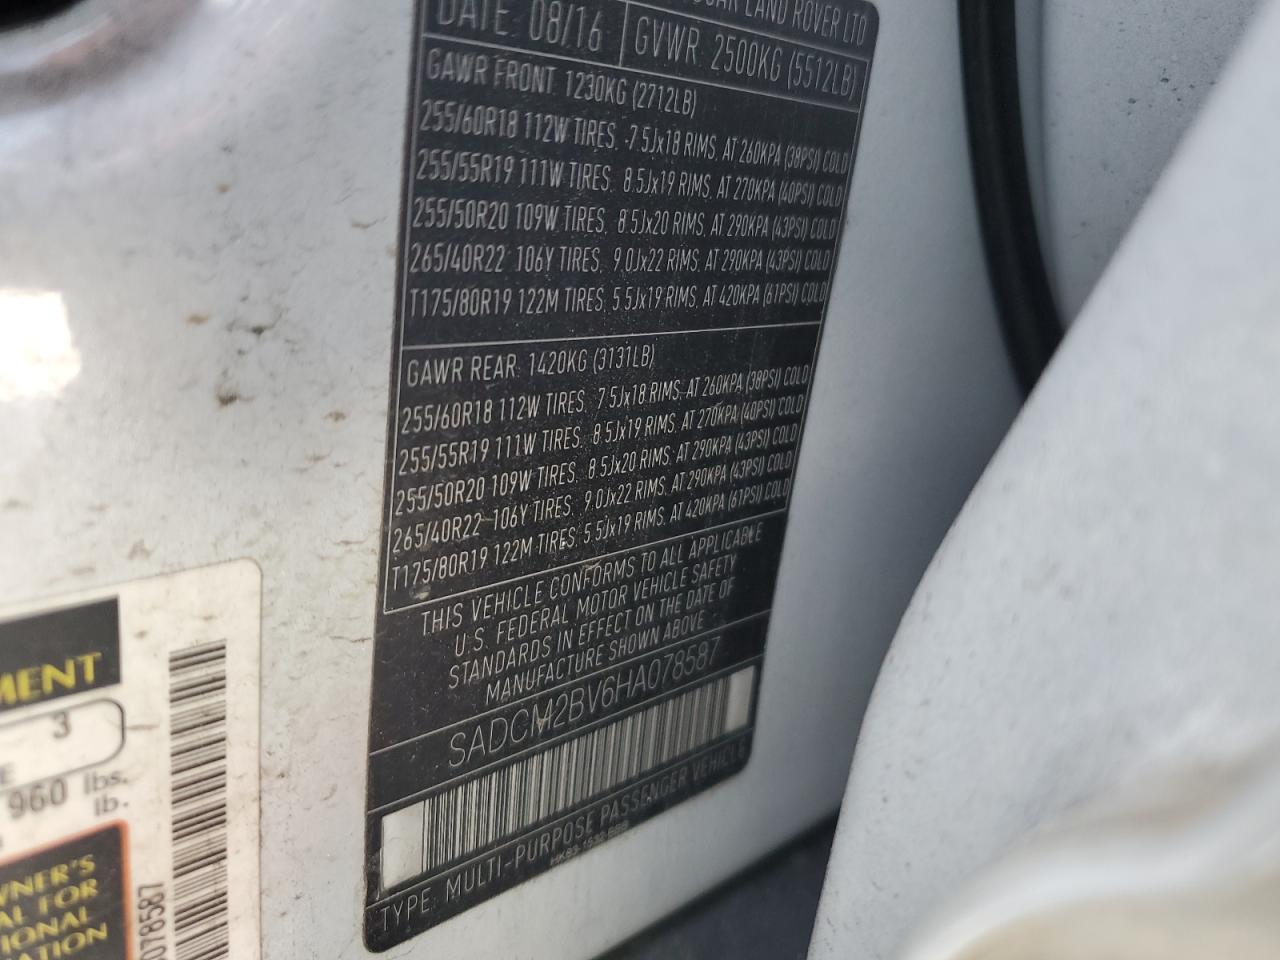 LAND ROVER LTD
DATE: 08/16 GVWR: 2500KG (5512LB)
GAWR FRONT: 1230KG (2712LB)
255/60R18 112W TIRES, 7.5Jx18 RIMS, AT 260KPA (38PSI) COLD
255/55R19 111W TIRES, 8.5Jx19 RIMS, AT 270KPA (40PSI) COLD
255/50R20 109W TIRES, 8.5Jx20 RIMS, AT 290KPA (43PSI) COLD
265/40R22 106Y TIRES, 9.0Jx22 RIMS, AT 290KPA (43PSI) COLD
T175/80R19 122M TIRES, 5.5Jx19 RIMS, AT 420KPA (61PSI) COLD
GAWR REAR: 1420KG (3131LB)
255/60R18 112W TIRES, 7.5Jx18 RIMS, AT 260KPA (38PSI) COLD
255/55R19 111W TIRES, 8.5Jx19 RIMS, AT 270KPA (40PSI) COLD
255/50R20 109W TIRES, 8.5Jx20 RIMS, AT 290KPA (43PSI) COLD
265/40R22 106Y TIRES, 9.0Jx22 RIMS, AT 290KPA (43PSI) COLD
T175/80R19 122M TIRES, 5.5Jx19 RIMS, AT 420KPA (61PSI) COLD
THIS VEHICLE CONFORMS TO ALL APPLICABLE
U.S. FEDERAL MOTOR VEHICLE SAFETY
STANDARDS IN EFFECT ON THE DATE OF
MANUFACTURE SHOWN ABOVE
SADCM2BV6HA078587
TYPE: MULTI-PURPOSE PASSENGER VEHICLE
MENT
3
960 lbs.
lb.
WNER'S
AL FOR
IONAL
ATION
078587